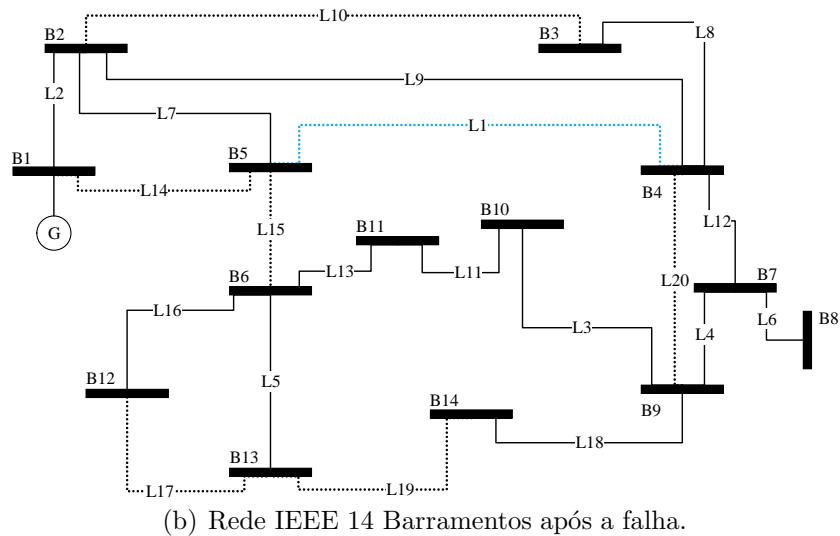 L10
B2
B3
L8
L2
L9
L7
L1
B1
B5
L14
B4
G
L15
B11
B10
L12
B6
L13
L11
L20
B7
L16
L3
L4
L6
B8
B12
L5
B14
B9
L18
B13
L17
L19
(b) Rede IEEE 14 Barramentos após a falha.